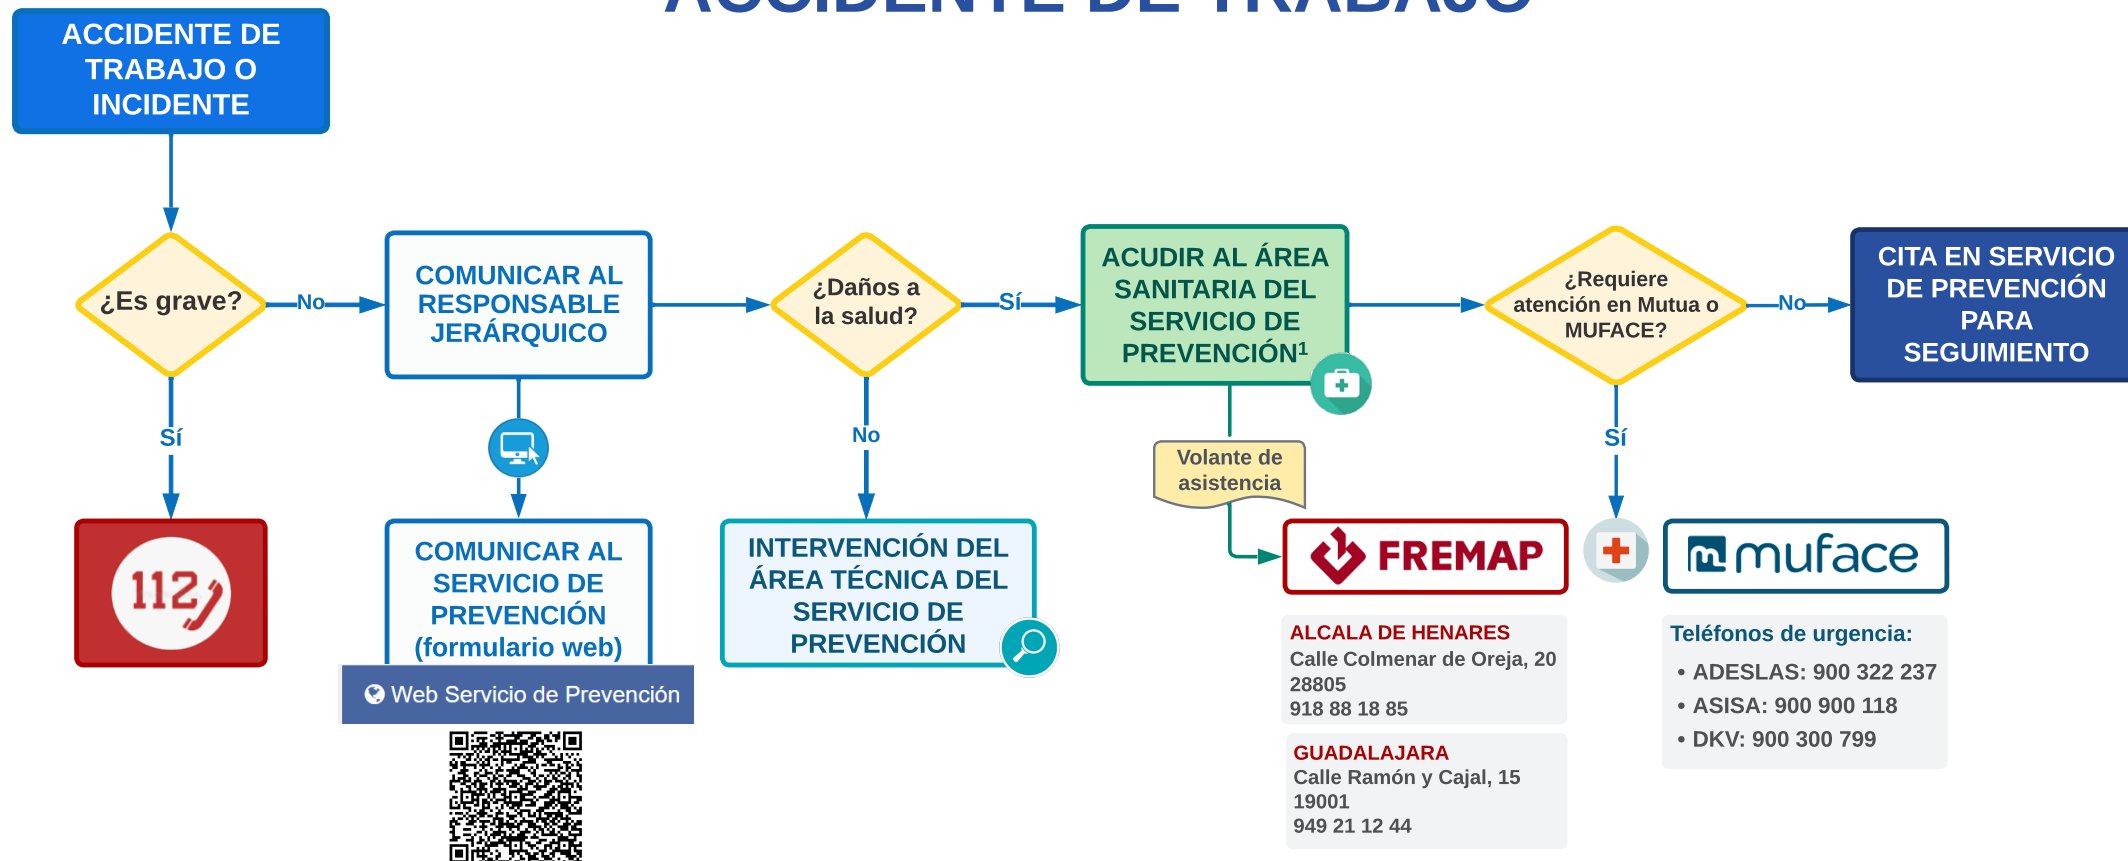 ACCIDENTE DE TRABAJO
ACCIDENTE DE
TRABAJO O
INCIDENTE
¿Es grave?
No
Sí
112
COMUNICAR AL
RESPONSABLE
JERÁRQUICO
COMUNICAR AL
SERVICIO DE
PREVENCIÓN
(formulario web)
Web Servicio de Prevención
¿Daños a
la salud?
Sí
No
INTERVENCIÓN DEL
ÁREA TÉCNICA DEL
SERVICIO DE
PREVENCIÓN
ACUDIR AL ÁREA
SANITARIA DEL
SERVICIO DE
PREVENCIÓN¹
Volante de
asistencia
¿Requiere
atención en Mutua o
MUFACE?
No
Sí
CITA EN SERVICIO
DE PREVENCIÓN
PARA
SEGUIMIENTO
FREMAP
ALCALA DE HENARES
Calle Colmenar de Oreja, 20
28805
918 88 18 85
GUADALAJARA
Calle Ramón y Cajal, 15
19001
949 21 12 44
m muface
Teléfonos de urgencia:
• ADESLAS: 900 322 237
• ASISA: 900 900 118
• DKV: 900 300 799